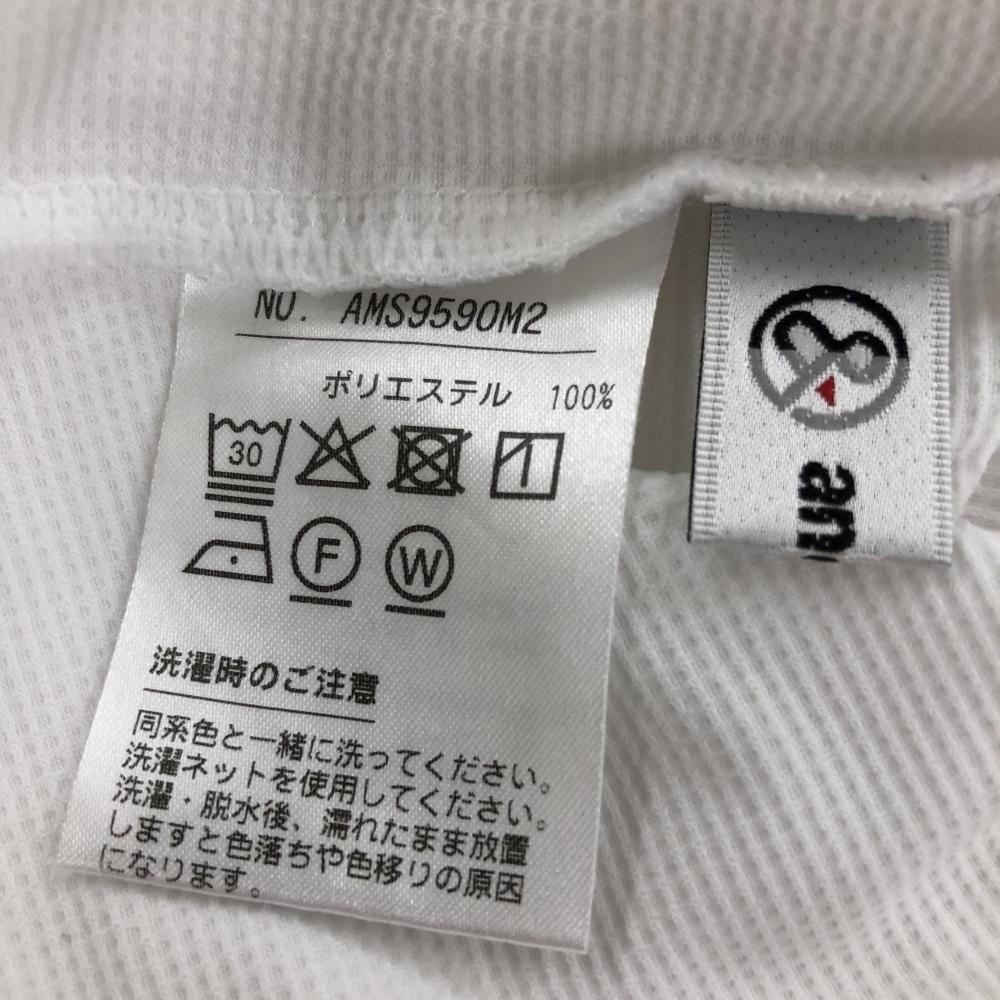 NO. AMS9590M2
ポリエステル 100%
30
F
W
洗濯時のご注意
同系色と一緒に洗ってください。
洗濯ネットを使用してください。
洗濯・脱水後、濡れたまま放置
しますと色落ちや色移りの原因
になります。
an